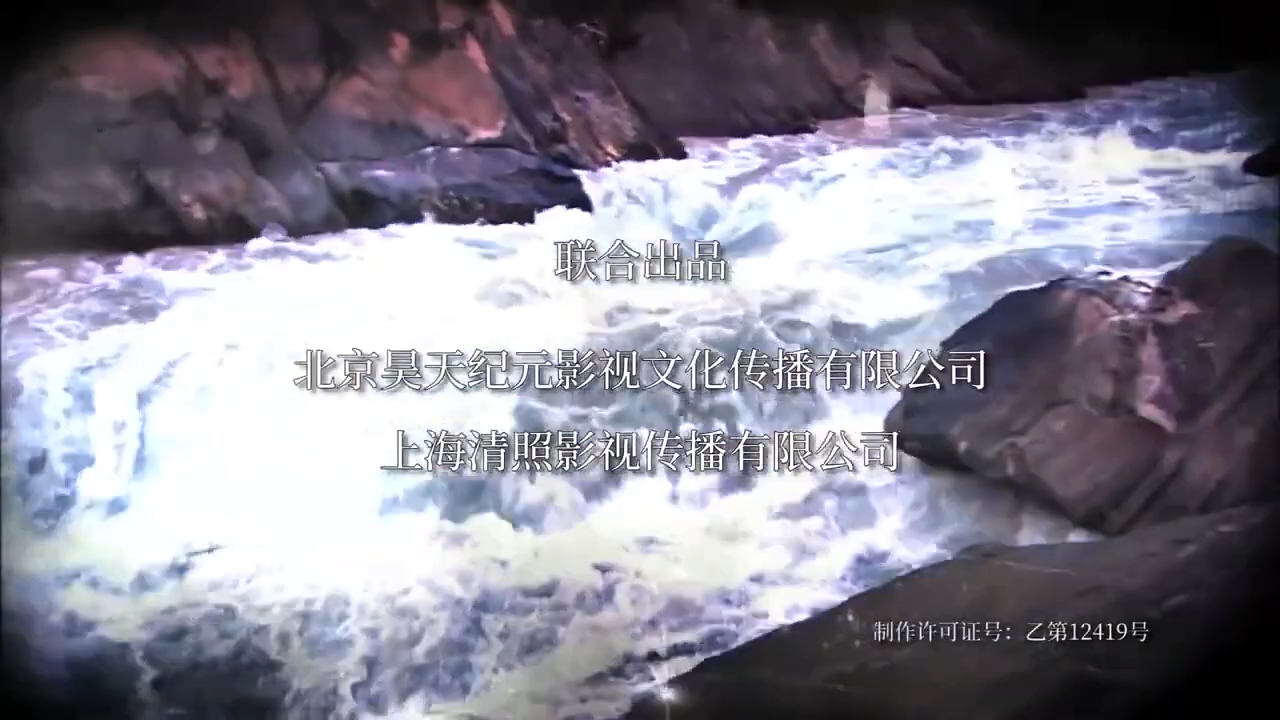 联合出品
北京昊天纪元影视文化传播有限公司
上海清照影视传播有限公司
制作许可证号：乙第12419号